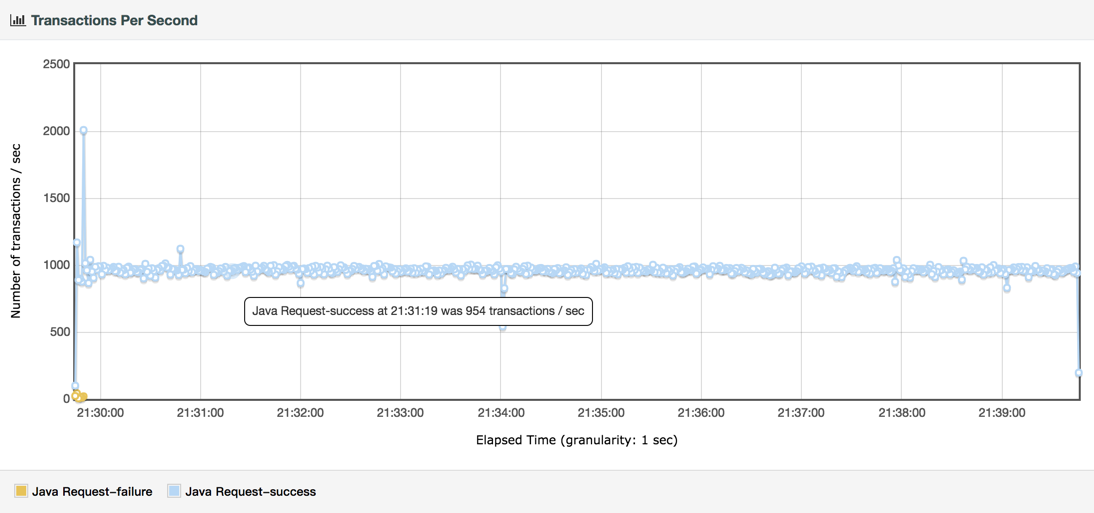 Transactions Per Second
2500
2000
1500
1000
500
0
Number of transactions / sec
Java Request-success at 21:31:19 was 954 transactions / sec
21:30:00 21:31:00 21:32:00 21:33:00 21:34:00 21:35:00 21:36:00 21:37:00 21:38:00 21:39:00
Elapsed Time (granularity: 1 sec)
Java Request-failure Java Request-success